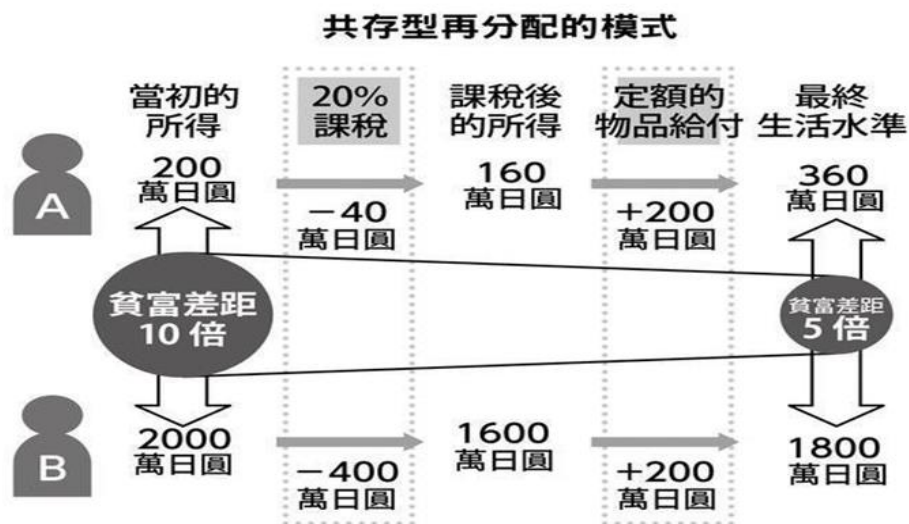 共存型再分配的模式
當初的
所得
20%
課稅
課稅後
的所得
定額的
物品給付
最終
生活水準
A
200
萬日圓
−40
萬日圓
160
萬日圓
+200
萬日圓
360
萬日圓
貧富差距
10 倍
貧富差距
5 倍
B
2000
萬日圓
−400
萬日圓
1600
萬日圓
+200
萬日圓
1800
萬日圓